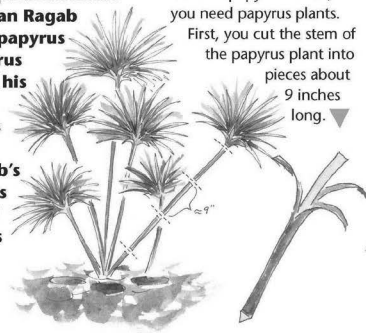 an Ragab
papyrus
rus
his
b's
s
s
you need papyrus plants.
First, you cut the stem of
the papyrus plant into
pieces about
9 inches
long.
≈9"